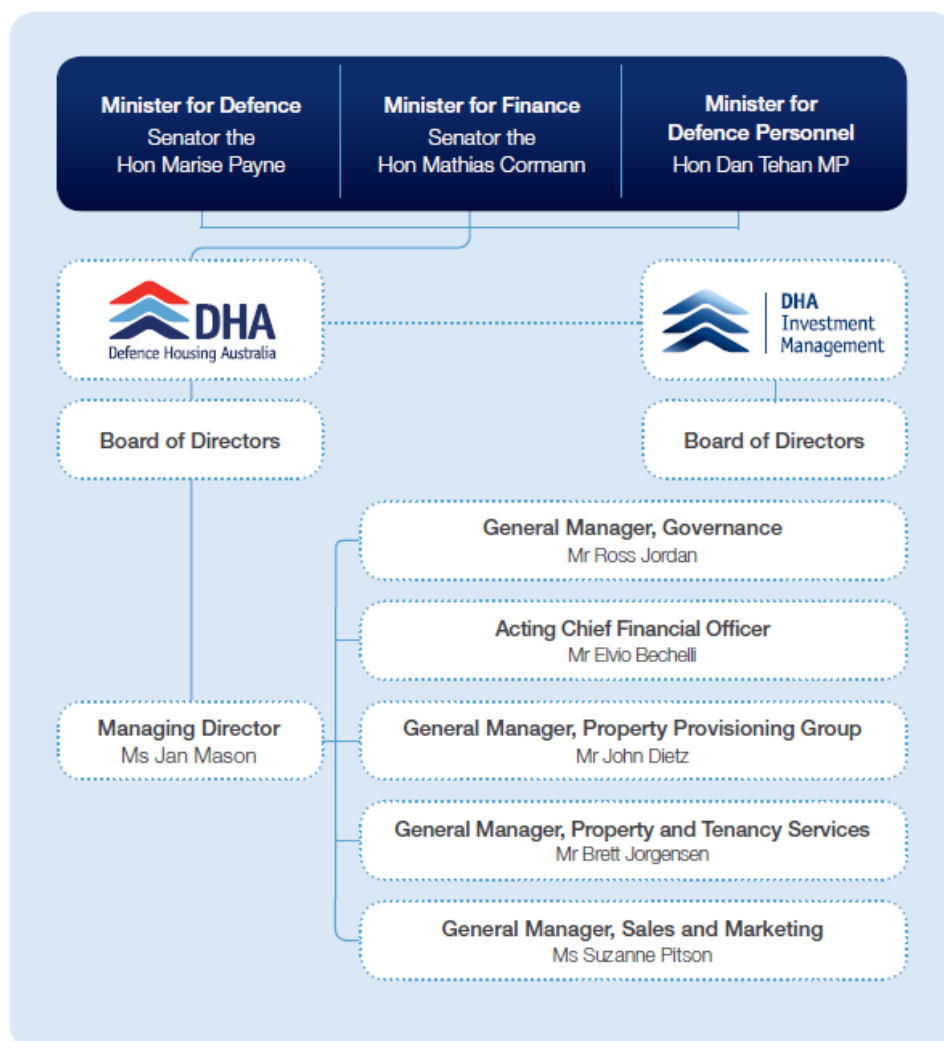 Minister for Defence
Senator the
Hon Marise Payne
Minister for Finance
Senator the
Hon Mathias Cormann
Minister for
Defence Personnel
Hon Dan Tehan MP
DHA
Defence Housing Australia
DHA
Investment
Management
Board of Directors
Board of Directors
General Manager, Governance
Mr Ross Jordan
Acting Chief Financial Officer
Mr Elvio Bechelli
Managing Director
Ms Jan Mason
General Manager, Property Provisioning Group
Mr John Dietz
General Manager, Property and Tenancy Services
Mr Brett Jorgensen
General Manager, Sales and Marketing
Ms Suzanne Pitson